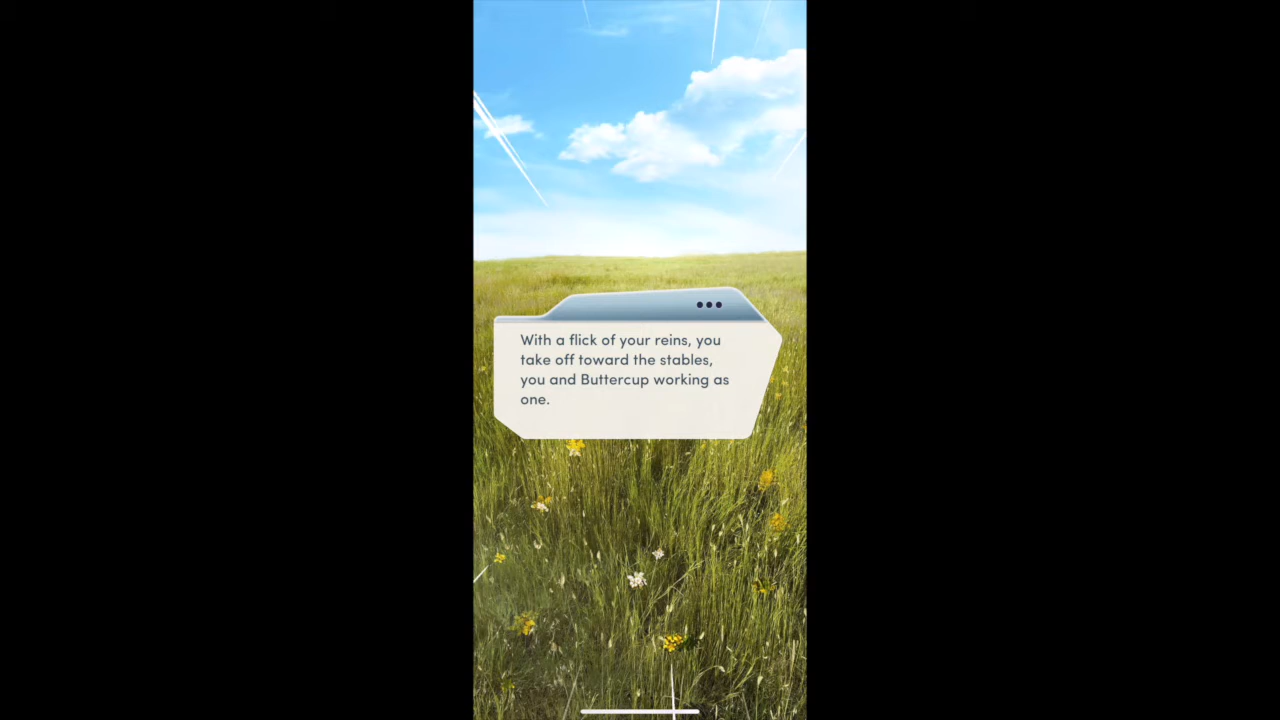 With a flick of your reins, you
take off toward the stables,
you and Buttercup working as
one.